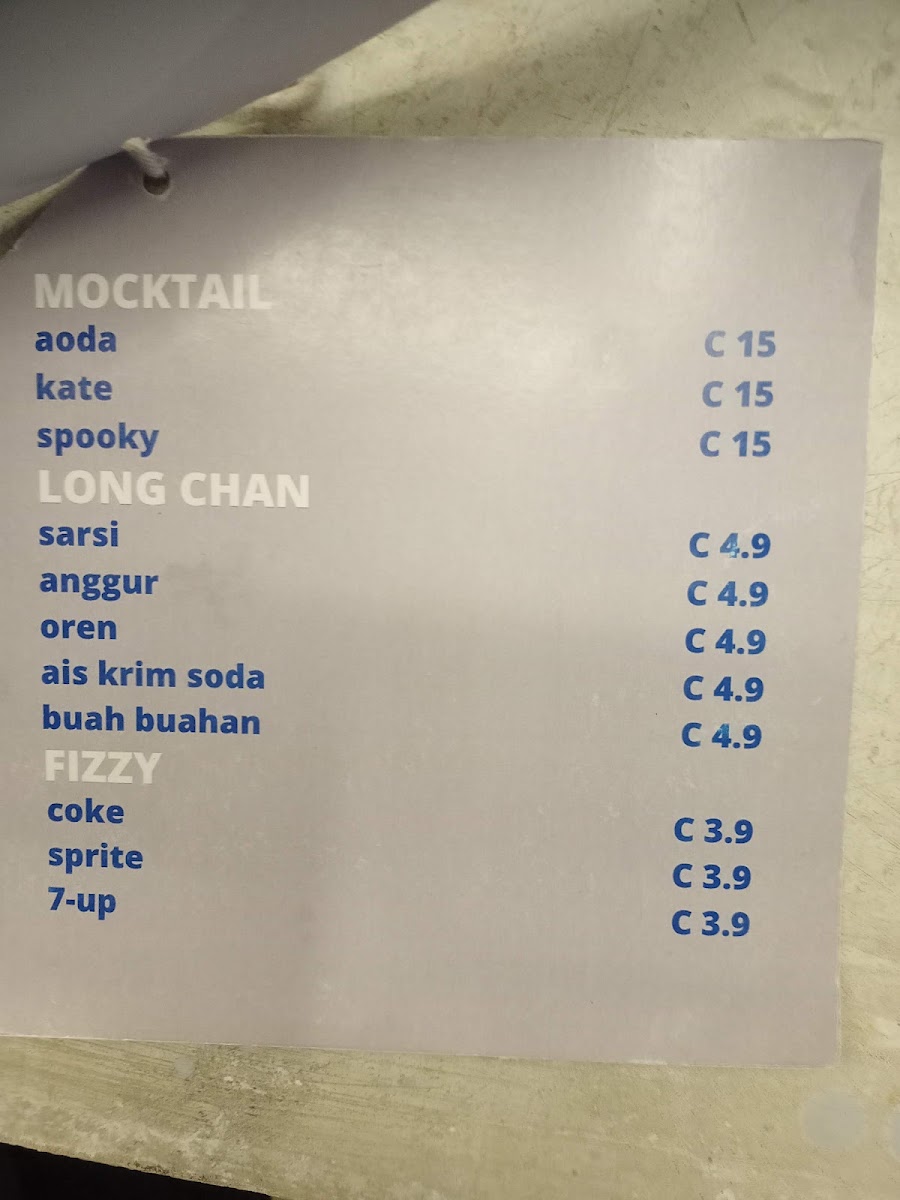 MOCKTAIL
aoda C 15
kate C 15
spooky C 15
LONG CHAN
sarsi C 4.9
anggur C 4.9
oren C 4.9
ais krim soda C 4.9
buah buahan C 4.9
FIZZY
coke C 3.9
sprite C 3.9
7-up C 3.9